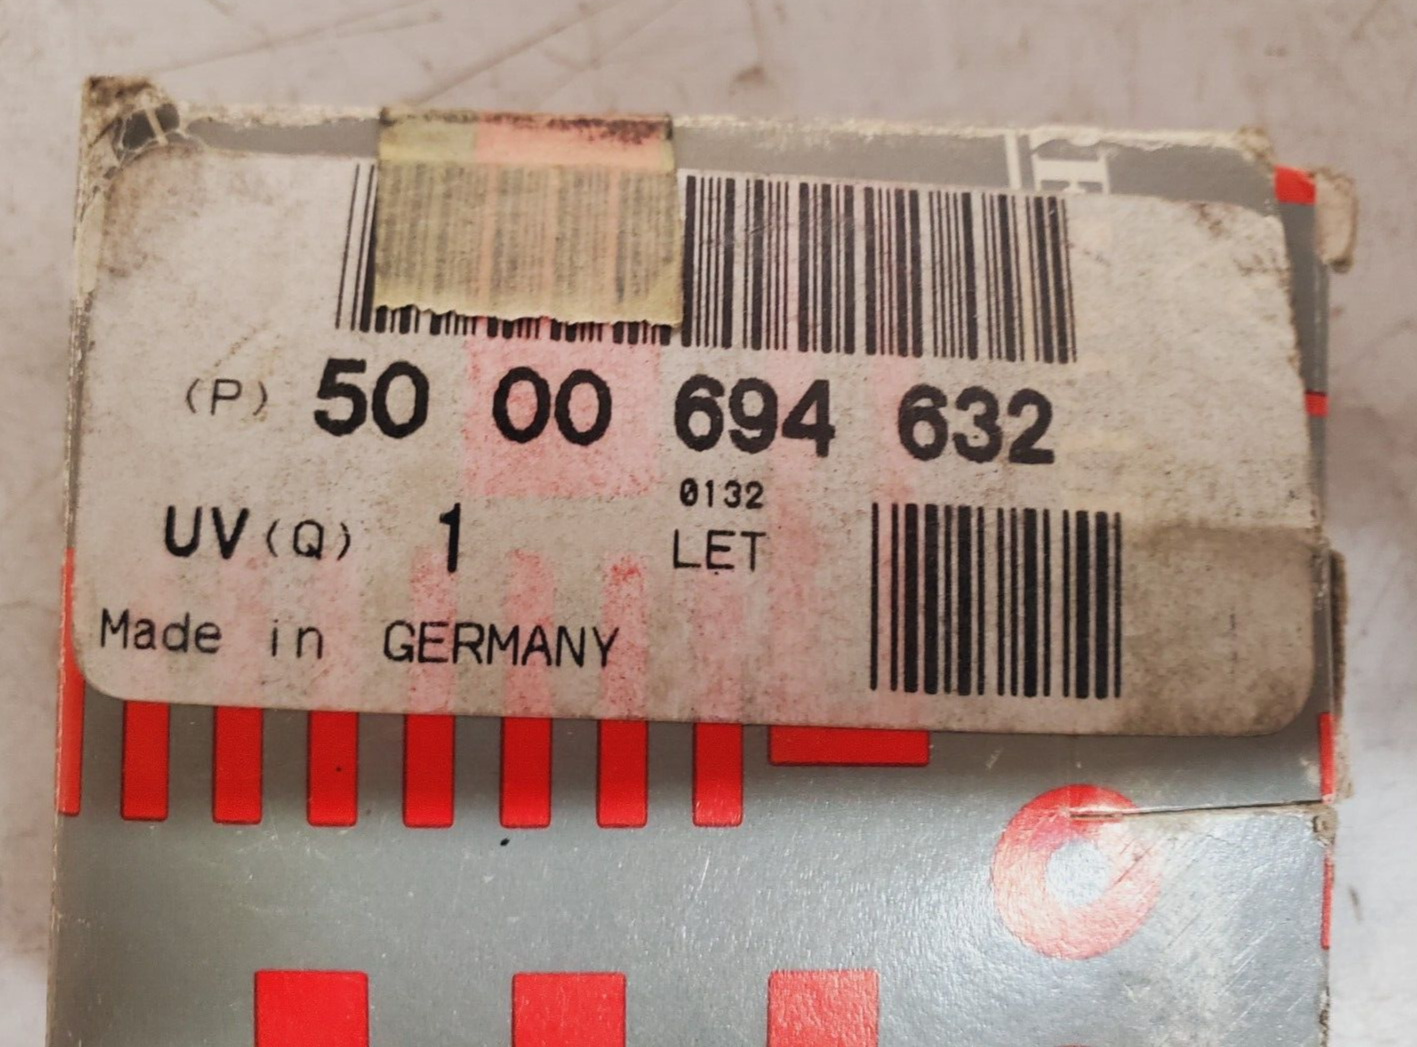 (P) 50 00 694 632
0132
UV(Q) 1 LET
Made in GERMANY